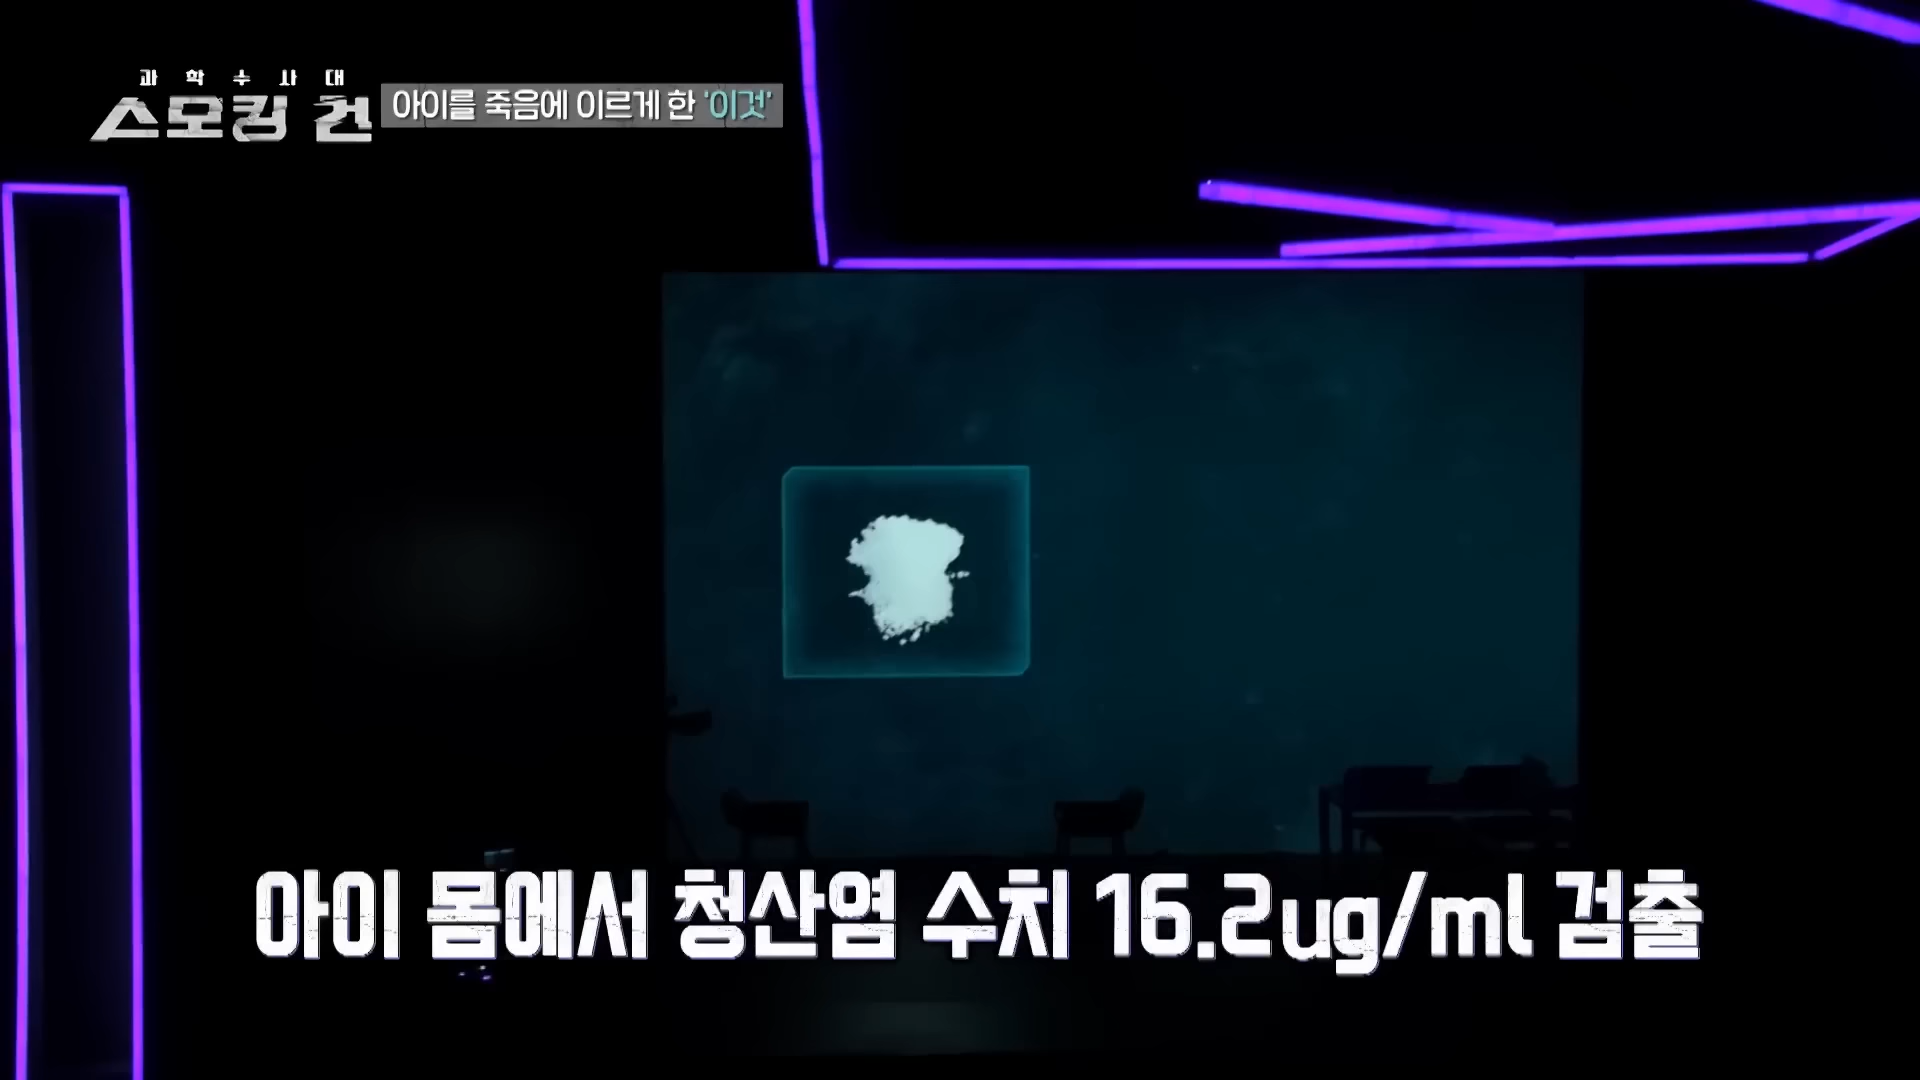 과학수사대
스모킹 건
아이를 죽음에 이르게 한 '이것'
아이 몸에서 청산염 수치 16.2ug/ml 검출